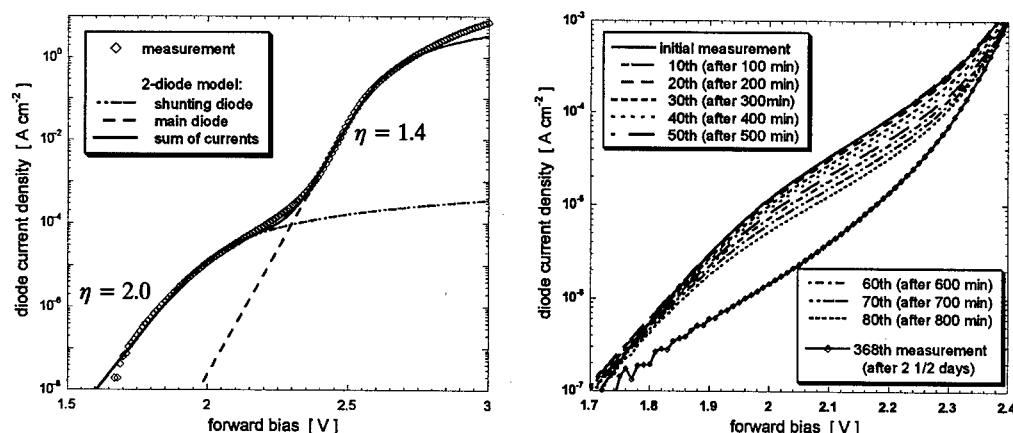 10⁰
10⁻²
10⁻⁴
10⁻⁶
10⁻⁸
diode current density [ A cm⁻² ]
measurement
2-diode model:
shunting diode
main diode
sum of currents
η = 1.4
η = 2.0
1.5
2
2.5
3
forward bias [ V ]
10⁻³
10⁻⁴
10⁻⁵
10⁻⁶
10⁻⁷
diode current density [ A cm⁻² ]
initial measurement
10th (after 100 min)
20th (after 200 min)
30th (after 300min)
40th (after 400 min)
50th (after 500 min)
60th (after 600 min)
70th (after 700 min)
80th (after 800 min)
368th measurement
(after 2 1/2 days)
1.7
1.8
1.9
2
2.1
2.2
2.3
2.4
forward bias [ V ]